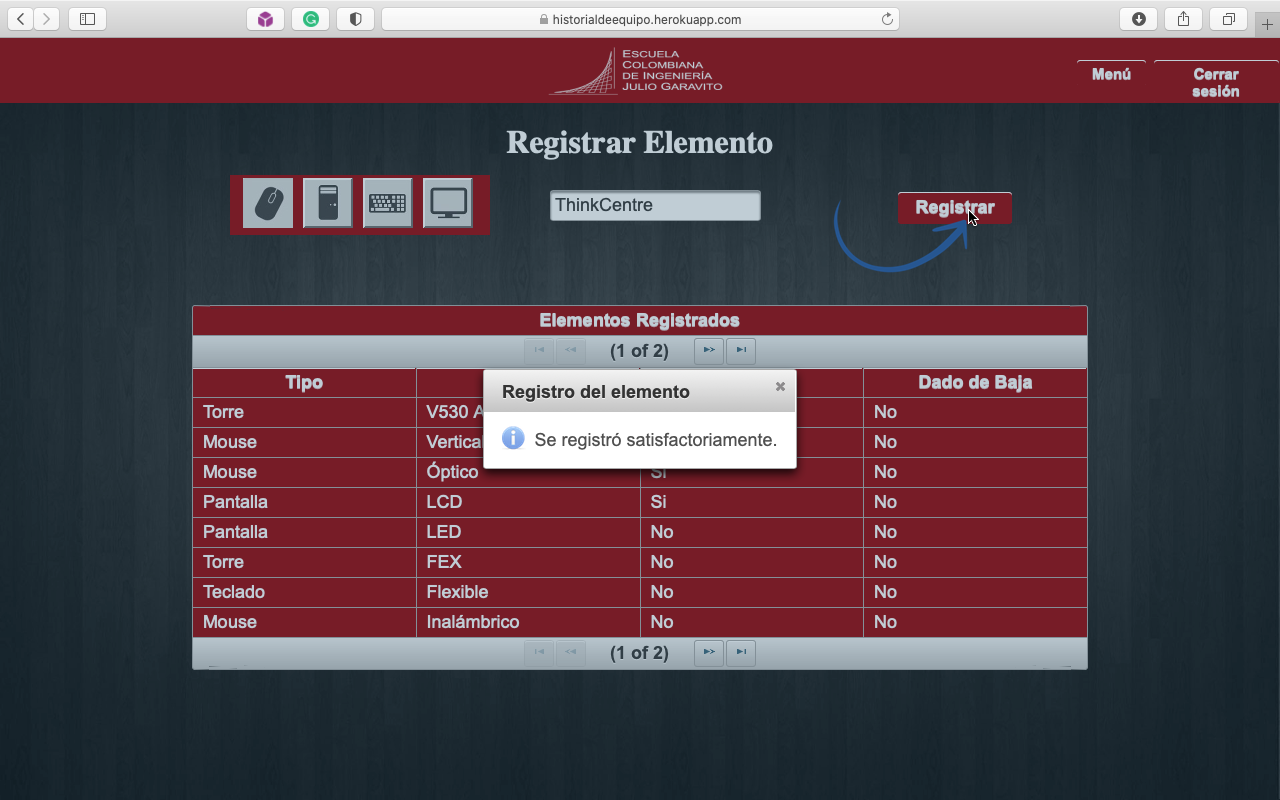 historialdeequipo.herokuapp.com
ESCUELA
COLOMBIANA
DE INGENIERÍA
JULIO GARAVITO
Menú
Cerrar
sesión
Registrar Elemento
ThinkCentre
Registrar
Elementos Registrados
(1 of 2)
Tipo Dado de Baja
Registro del elemento
Se registró satisfactoriamente.
Torre V530 No
Mouse No
Mouse Óptico Si No
Pantalla LCD Si No
Pantalla LED No No
Torre FEX No No
Teclado Flexible No No
Mouse Inalámbrico No No
(1 of 2)